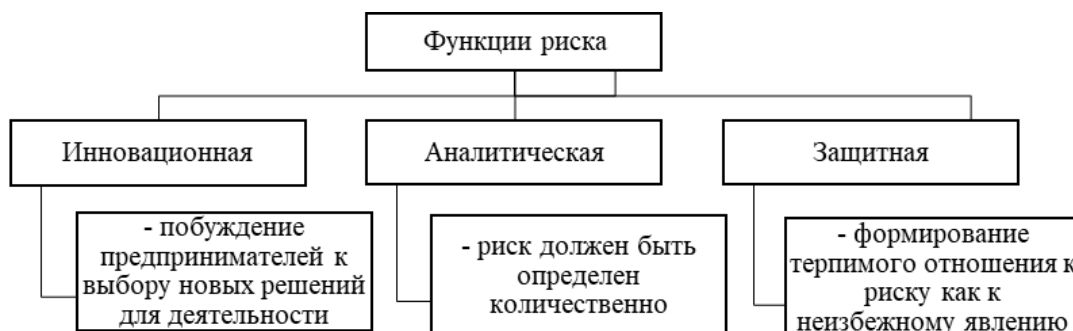 Функции риска
Инновационная
Аналитическая
Защитная
- побуждение
предпринимателей к
выбору новых решений
для деятельности
- риск должен быть
определен
количественно
- формирование
терпимого отношения к
риску как к
неизбежному явлению